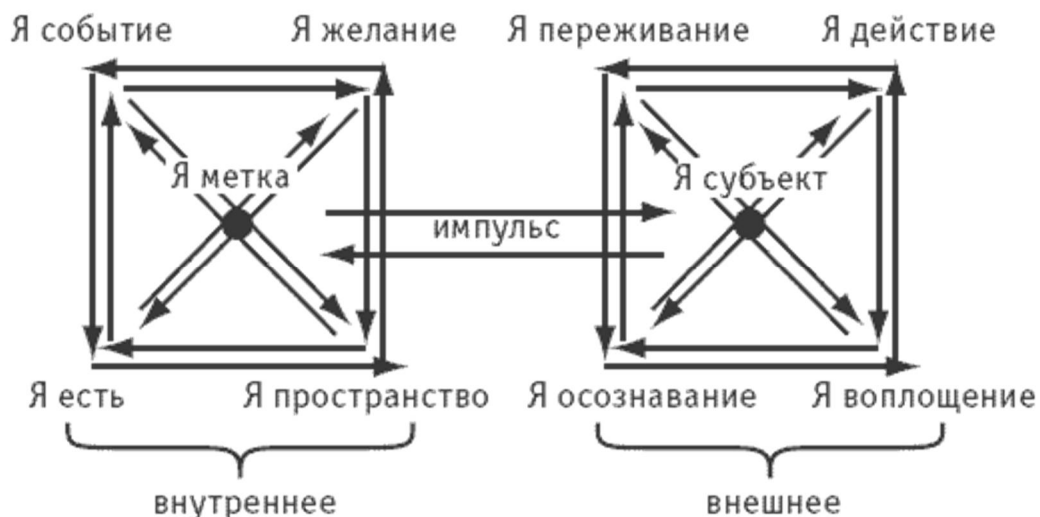 Я событие Я желание Я переживание Я действие
Я метка Я субъект
импульс
Я есть Я пространство Я осознавание Я воплощение
внутреннее внешнее